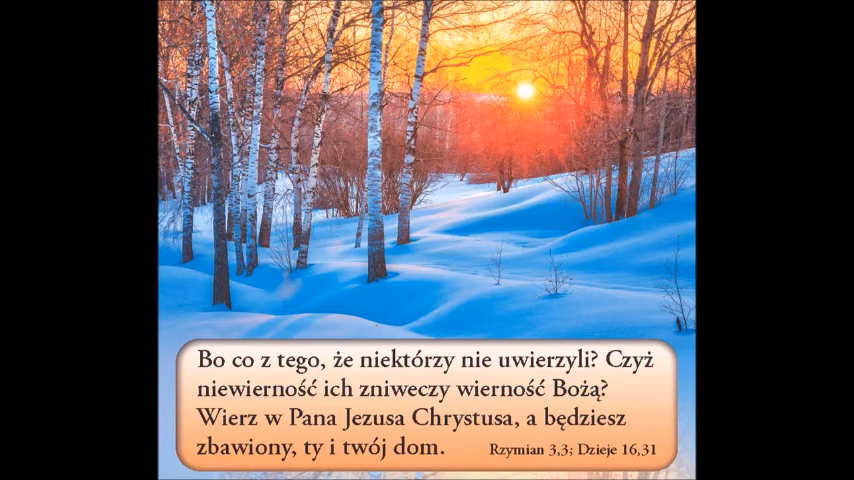 Bo co z tego, że niektórzy nie uwierzyli? Czyż
niewierność ich zniweczy wierność Bożą?
Wierz w Pana Jezusa Chrystusa, a będziesz
zbawiony, ty i twój dom. Rzymian 3,3; Dzieje 16,31